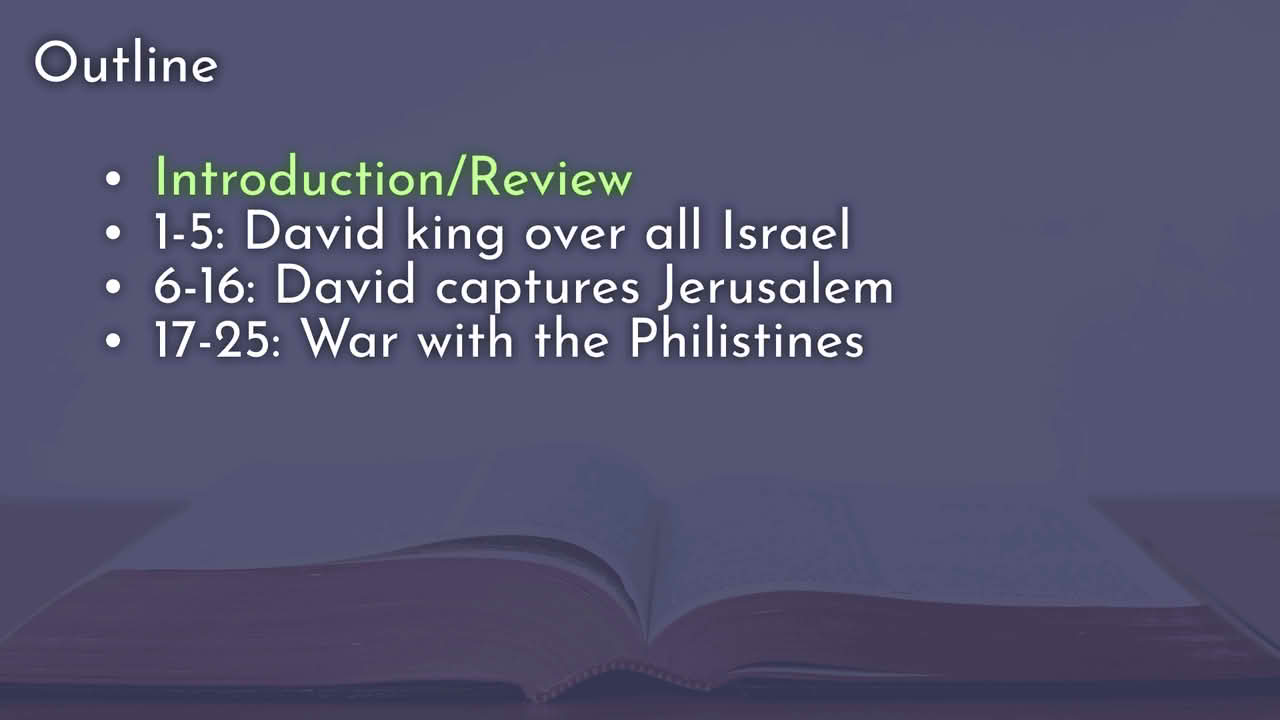 Outline
• Introduction/Review
• 1-5: David king over all Israel
• 6-16: David captures Jerusalem
• 17-25: War with the Philistines